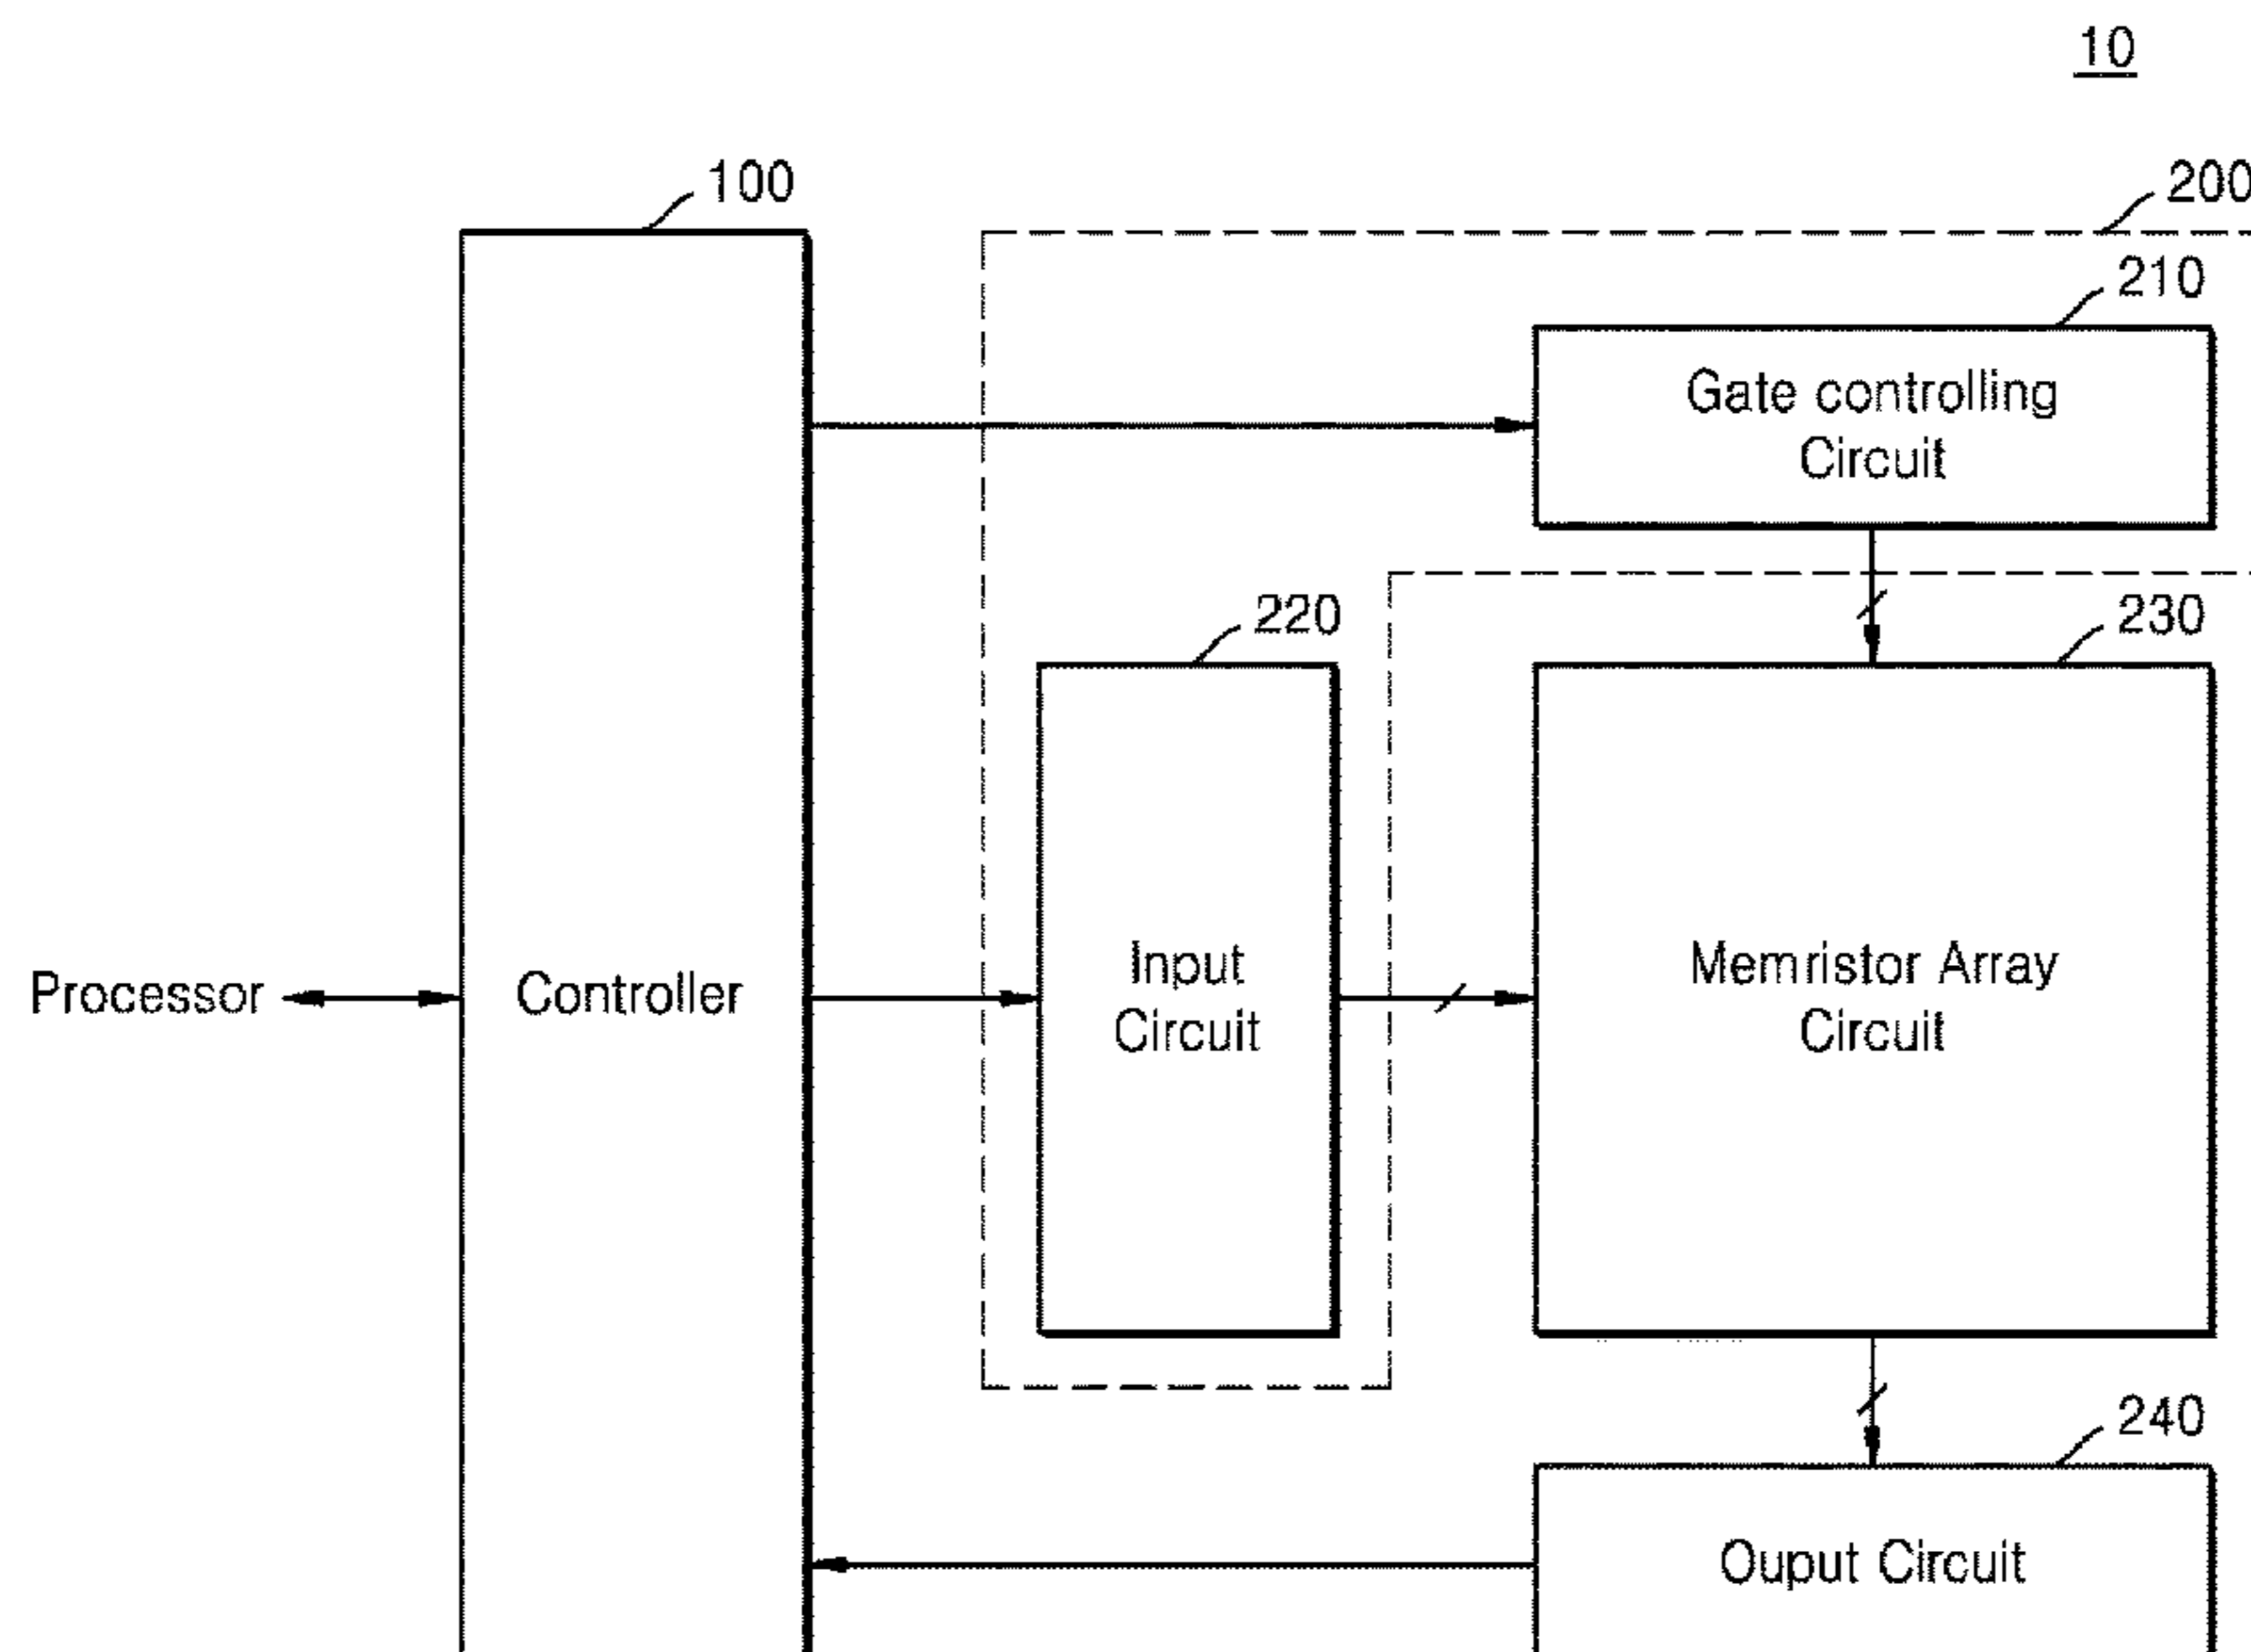 10
100
200
210
Gate controlling
Circuit
220
230
Processor
Controller
Input
Circuit
Memristor Array
Circuit
240
Ouput Circuit